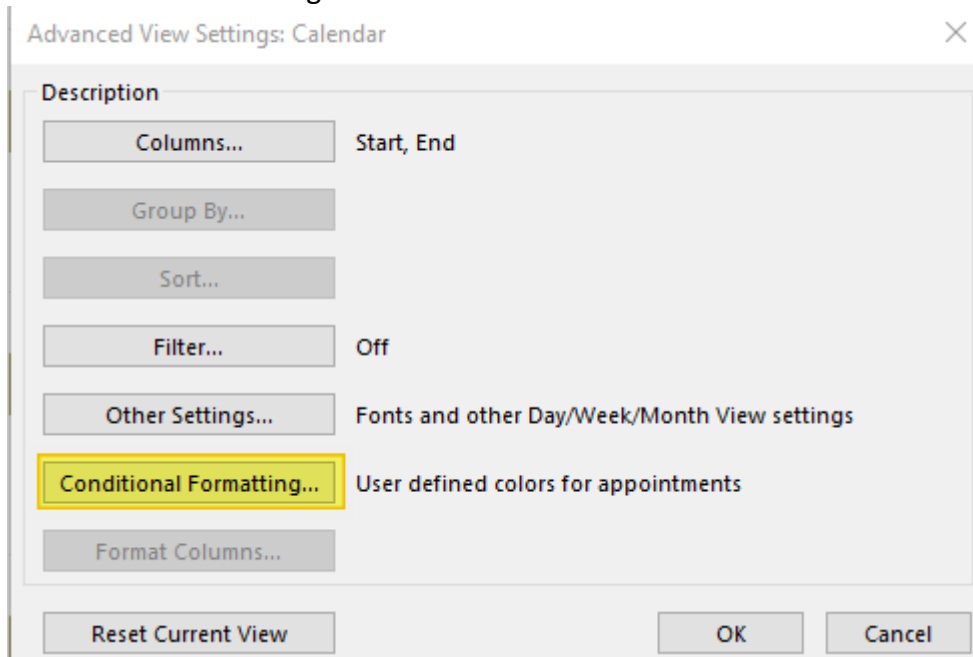 Advanced View Settings: Calendar
Description
Columns... Start, End
Group By...
Sort...
Filter... Off
Other Settings... Fonts and other Day/Week/Month View settings
Conditional Formatting... User defined colors for appointments
Format Columns...
Reset Current View OK Cancel